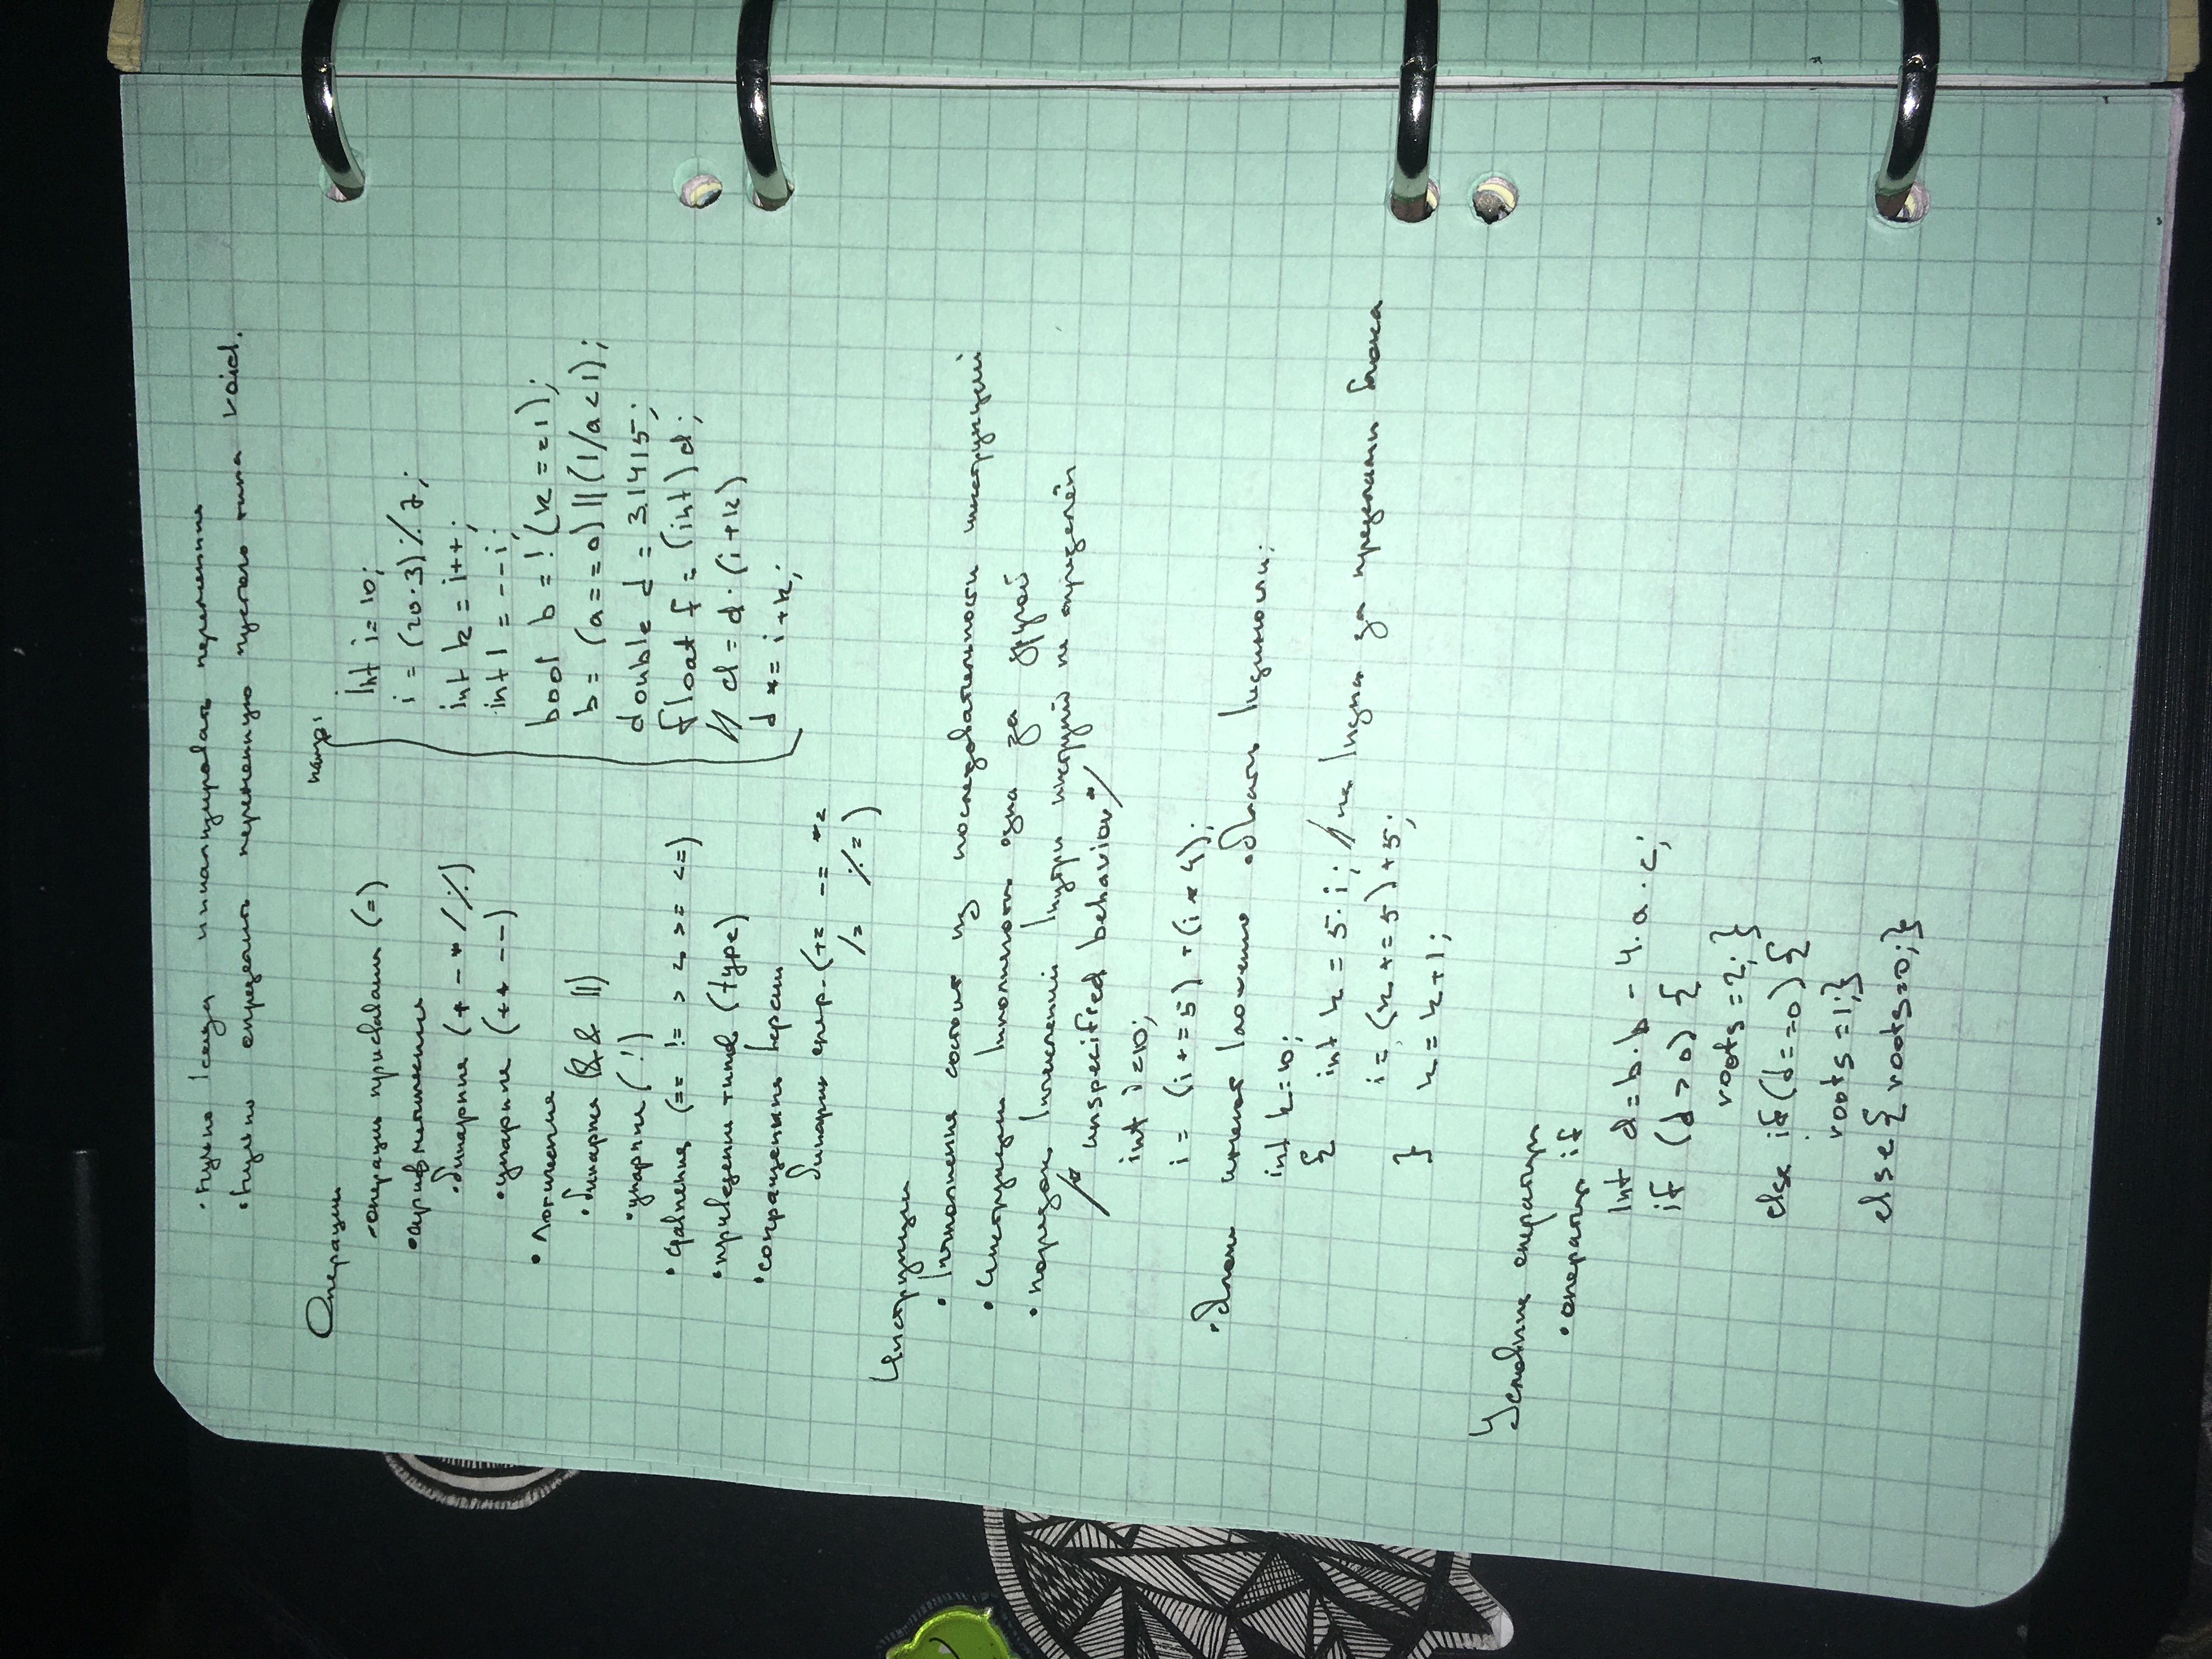 • Нужно всегда инициализировать переменные
• Нужно определить переменную пустого типа void.
Операции
• операции присваивания (=)
• арифметические
• бинарные (+ - * / %)
• унарные (++ --)
• Логические
• бинарные (&& ||)
• унарные (!)
• сравнения (== != > < >= <=)
• приведения типов (type)
• сокращенные версии
бинарных опер. (+= -= *=
/= %=)
напр:
int i = 10;
i = (20·3) % 7;
int k = i++;
int l = --i;
bool b = !(k == 1);
b = (a == 0) || (1/a < 1);
double d = 3.1415;
float f = (int) d;
// d = d · (i+k)
d *= i+k;
Инструкции
• Выполнение состоит из последовательности инструкций
• Инструкции выполняются одна за другой
• порядок вычислений внутри инструкций не определён
/* unspecified behavior */
int i = 10;
i = (i += 5) + (i * 4);
• Блоки имеют вложенную область видимости;
int k = 10;
{ int k = 5·i; // не видна за пределами блока
i = (k += 5) + 5;
} k = k+1;
Условные операторы
• оператор if
int d = b·b - 4·a·c;
if (d > 0) {
roots = 2; }
else if (d == 0) {
roots = 1;}
else { roots = 0;}